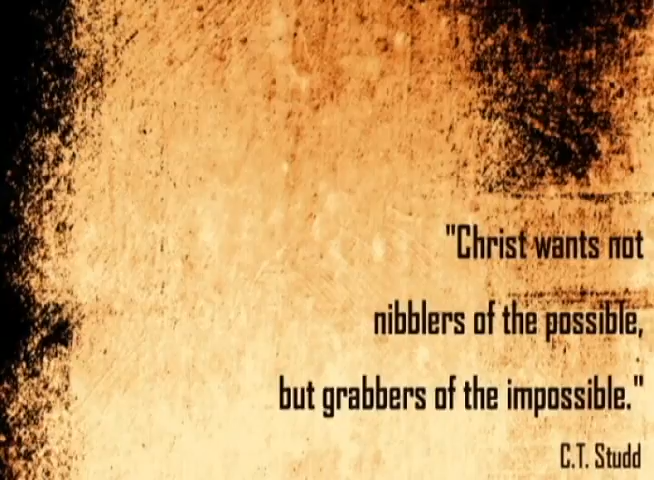 "Christ wants not
nibblers of the possible,
but grabbers of the impossible."
C.T. Studd